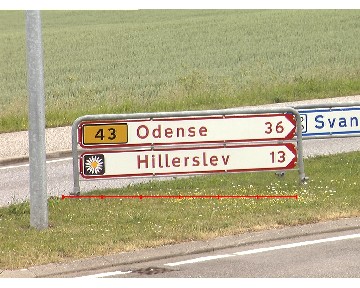 43 Odense 36
Hillerslev 13
Svan